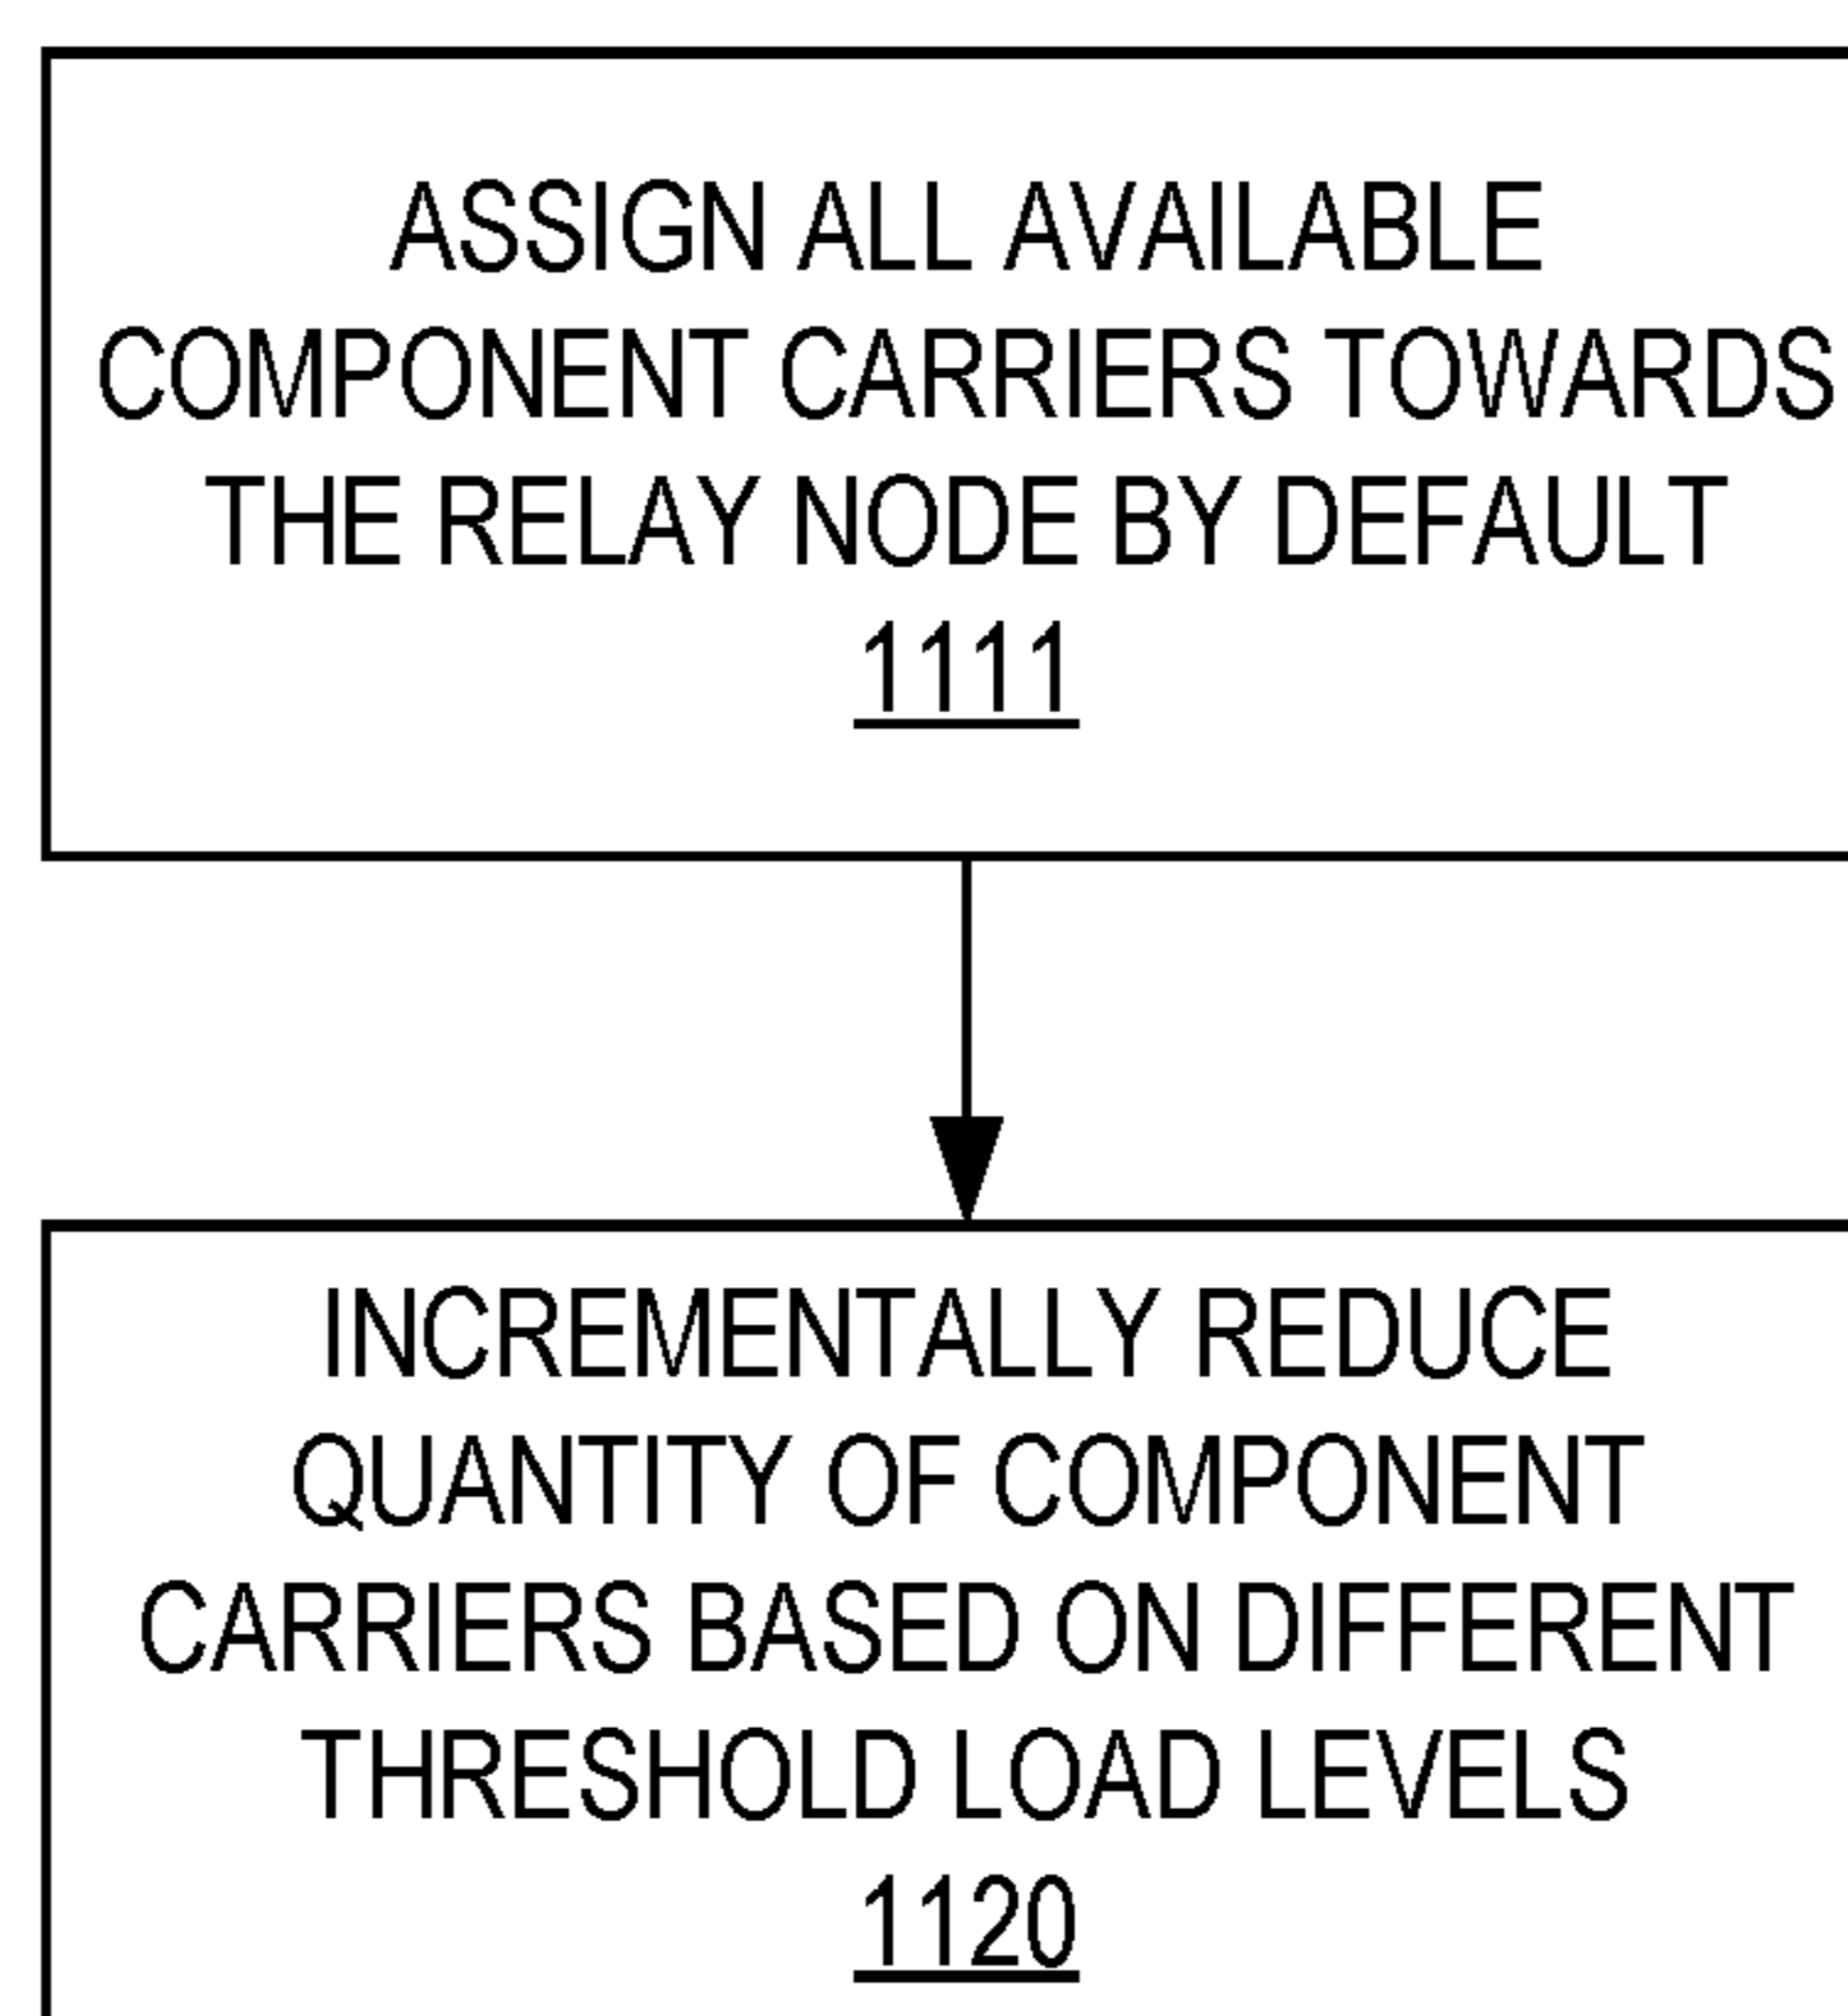 ASSIGN ALL AVAILABLE
COMPONENT CARRIERS TOWARDS
THE RELAY NODE BY DEFAULT
1111
INCREMENTALLY REDUCE
QUANTITY OF COMPONENT
CARRIERS BASED ON DIFFERENT
THRESHOLD LOAD LEVELS
1120